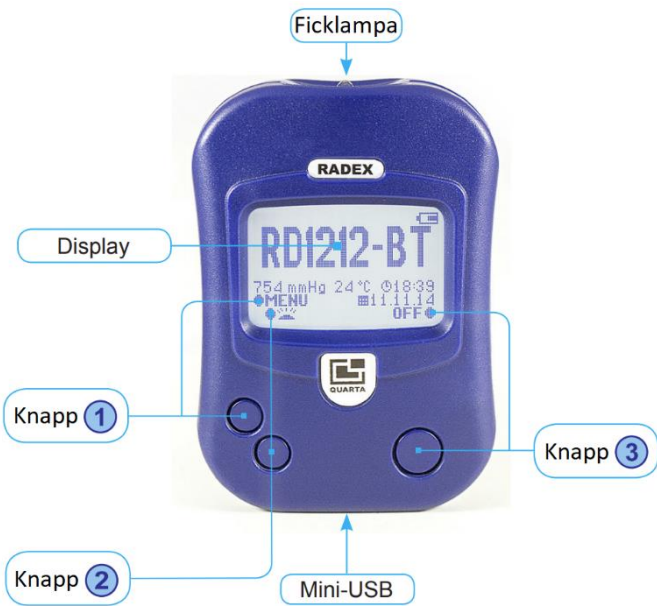 Ficklampa
RADEX
Display
RD1212-BT
754 mmHg 24°C 18:39
MENU 11.11.14
OFF
QUARTA
Knapp 1
Knapp 3
Knapp 2
Mini-USB